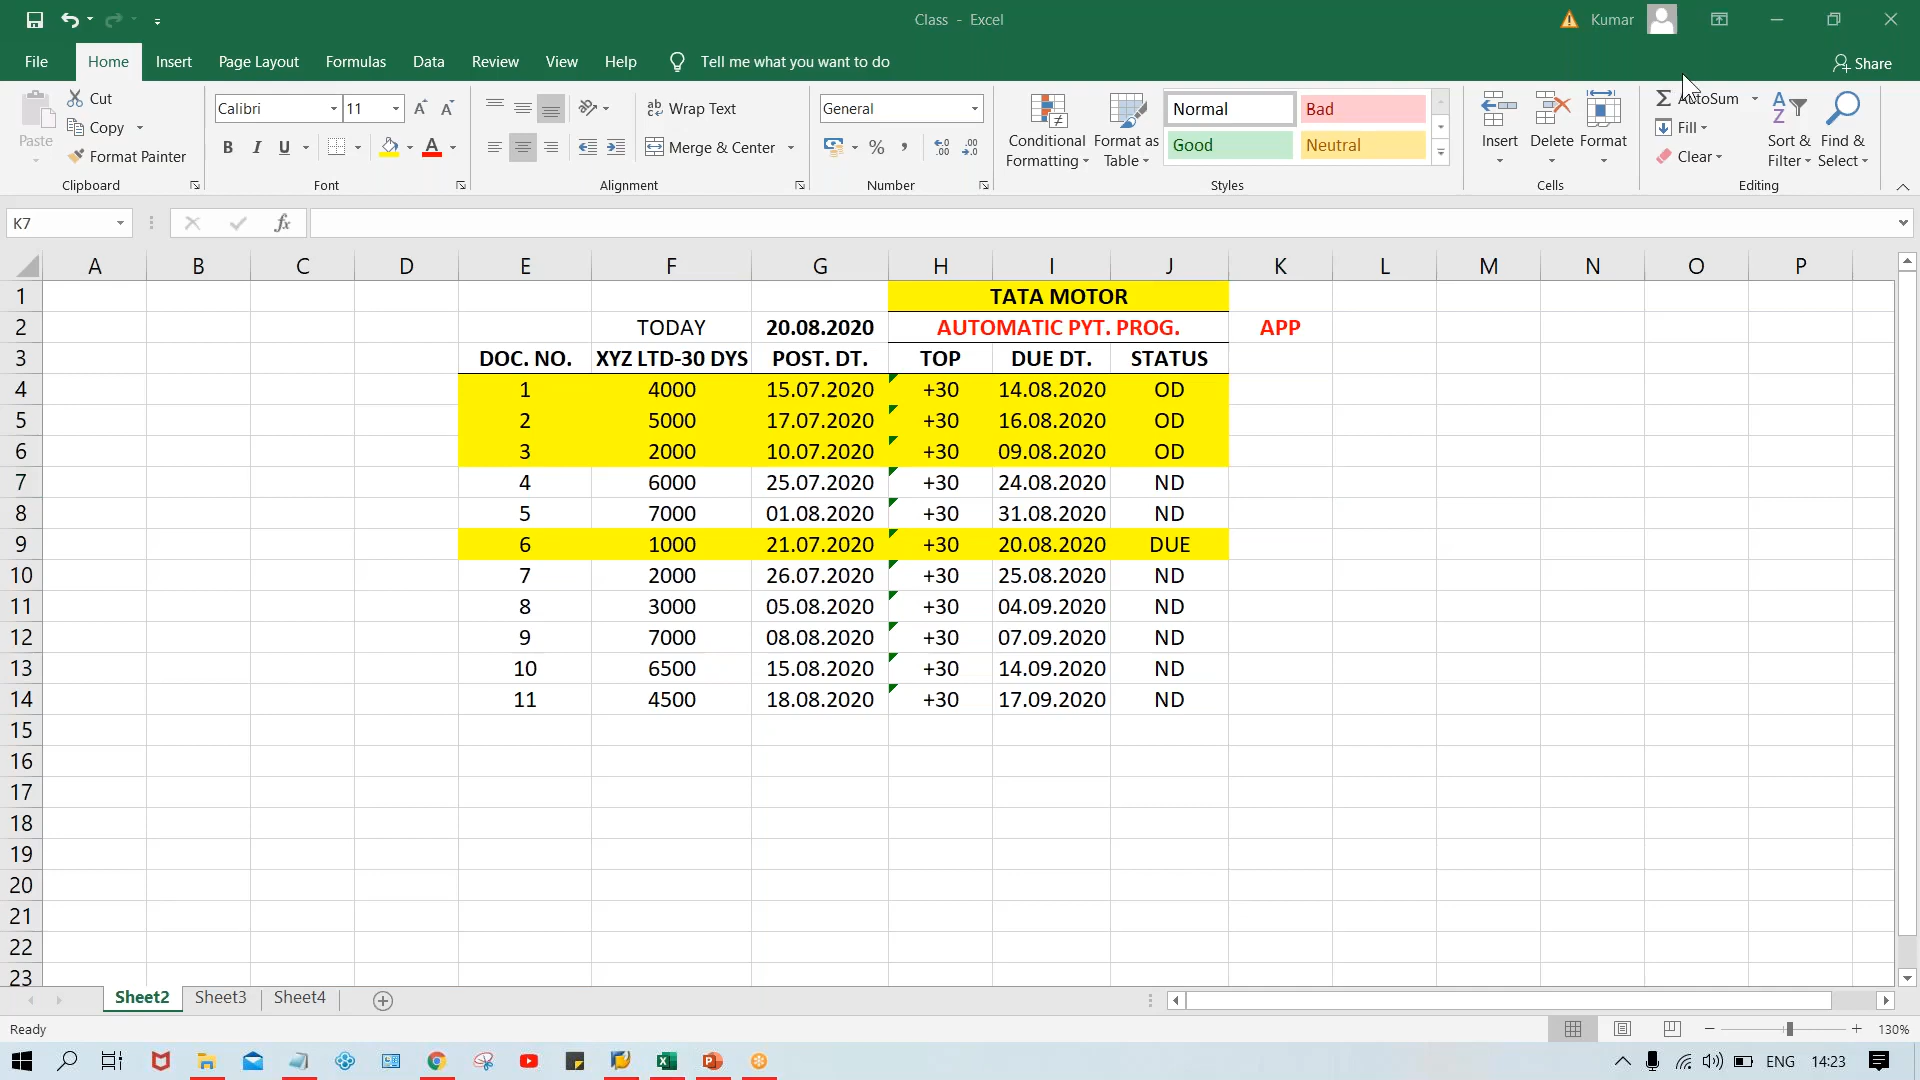 Class - Excel
Kumar
File Home Insert Page Layout Formulas Data Review View Help Tell me what you want to do Share
Paste Cut Copy Format Painter Clipboard
Calibri 11 B I U A Font
Wrap Text Merge & Center Alignment
General % , Number
Conditional Formatting Format as Table Normal Bad Good Neutral Styles
Insert Delete Format Cells
AutoSum Fill Clear Sort & Filter Find & Select Editing
K7 fx
A B C D E F G H I J K L M N O P
1 TATA MOTOR
2 TODAY 20.08.2020 AUTOMATIC PYT. PROG. APP
3 DOC. NO. XYZ LTD-30 DYS POST. DT. TOP DUE DT. STATUS
4 1 4000 15.07.2020 +30 14.08.2020 OD
5 2 5000 17.07.2020 +30 16.08.2020 OD
6 3 2000 10.07.2020 +30 09.08.2020 OD
7 4 6000 25.07.2020 +30 24.08.2020 ND
8 5 7000 01.08.2020 +30 31.08.2020 ND
9 6 1000 21.07.2020 +30 20.08.2020 DUE
10 7 2000 26.07.2020 +30 25.08.2020 ND
11 8 3000 05.08.2020 +30 04.09.2020 ND
12 9 7000 08.08.2020 +30 07.09.2020 ND
13 10 6500 15.08.2020 +30 14.09.2020 ND
14 11 4500 18.08.2020 +30 17.09.2020 ND
15
16
17
18
19
20
21
22
23
Sheet2 Sheet3 Sheet4
Ready 130%
ENG 14:23